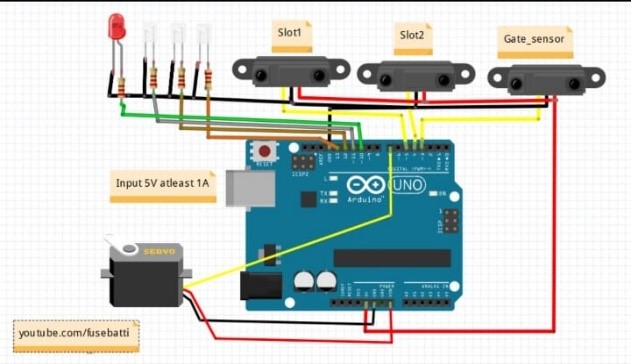 Slot1
Slot2
Gate_sensor
RESET
ICSP2
DIGITAL (PWM~)
Input 5V atleast 1A
L
TX
RX
UNO
ON
Arduino
ICSP
SERVO
POWER
ANALOG IN
youtube.com/fusebatti